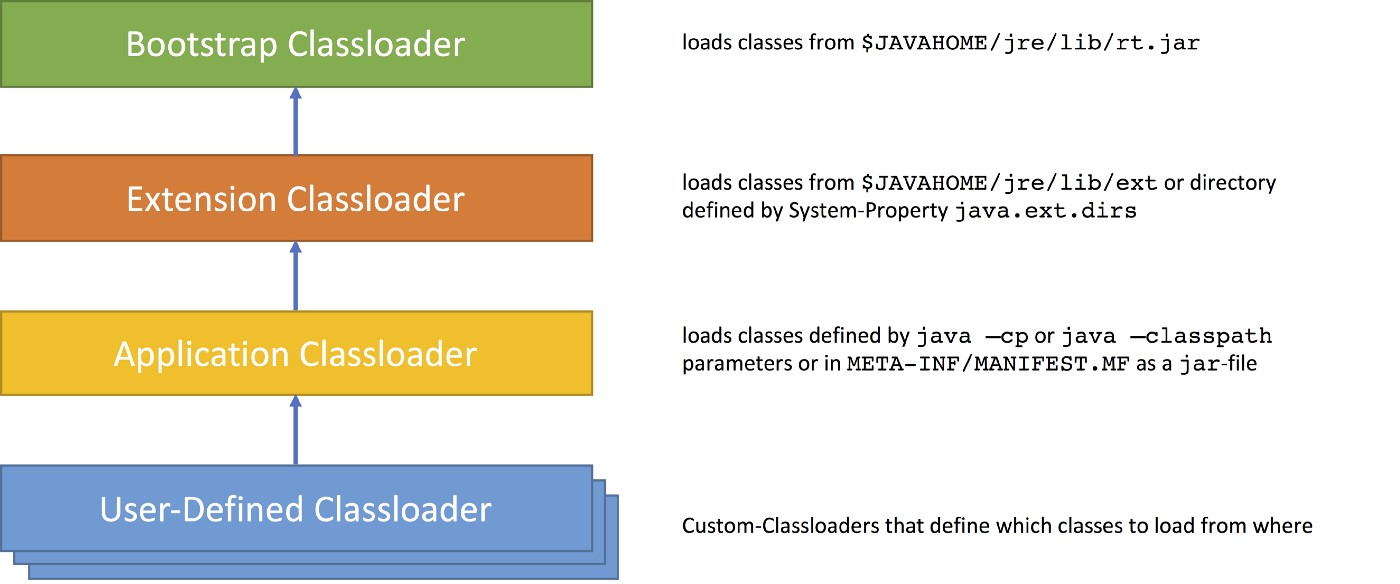 Bootstrap Classloader
loads classes from $JAVAHOME/jre/lib/rt.jar
Extension Classloader
loads classes from $JAVAHOME/jre/lib/ext or directory
defined by System-Property java.ext.dirs
Application Classloader
loads classes defined by java –cp or java –classpath
parameters or in META-INF/MANIFEST.MF as a jar-file
User-Defined Classloader
Custom-Classloaders that define which classes to load from where